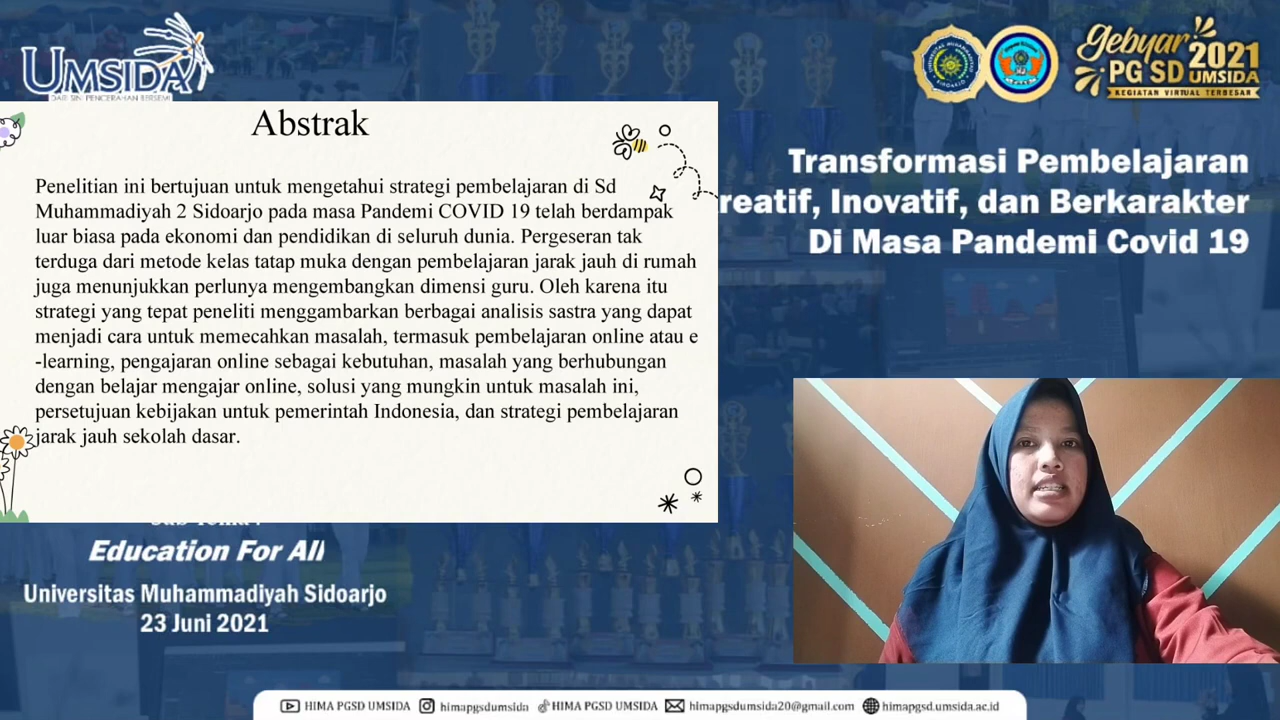 UMSIDA
DARI SINI PENCERAHAN BERSEMI
Gebyar
PGSD
2021
UMSIDA
KEGIATAN VIRTUAL TERBESAR
Transformasi Pembelajaran
reatif, Inovatif, dan Berkarakter
Di Masa Pandemi Covid 19
Abstrak
Penelitian ini bertujuan untuk mengetahui strategi pembelajaran di Sd
Muhammadiyah 2 Sidoarjo pada masa Pandemi COVID 19 telah berdampak
luar biasa pada ekonomi dan pendidikan di seluruh dunia. Pergeseran tak
terduga dari metode kelas tatap muka dengan pembelajaran jarak jauh di rumah
juga menunjukkan perlunya mengembangkan dimensi guru. Oleh karena itu
strategi yang tepat peneliti menggambarkan berbagai analisis sastra yang dapat
menjadi cara untuk memecahkan masalah, termasuk pembelajaran online atau e
-learning, pengajaran online sebagai kebutuhan, masalah yang berhubungan
dengan belajar mengajar online, solusi yang mungkin untuk masalah ini,
persetujuan kebijakan untuk pemerintah Indonesia, dan strategi pembelajaran
jarak jauh sekolah dasar.
Education For All
Universitas Muhammadiyah Sidoarjo
23 Juni 2021
HIMA PGSD UMSIDA himapgsdumsida HIMA PGSD UMSIDA himapgsdumsida20@gmail.com himapgsd.umsida.ac.id